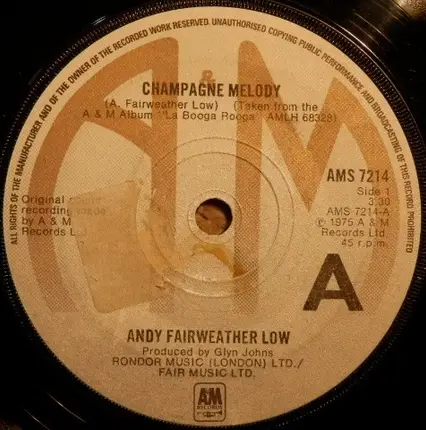 ALL RIGHTS OF THE MANUFACTURER AND OF THE OWNER OF THE RECORDED WORK RESERVED. UNAUTHORISED COPYING PUBLIC PERFORMANCE AND BROADCASTING OF THIS RECORD PROHIBITED
A & M
CHAMPAGNE MELODY
(A. Fairweather Low) (Taken from the
A & M Album "La Booga Rooga" AMLH 68328)
AMS 7214
Side 1
3:30
AMS 7214-A
℗ 1975 A & M
Records Ltd.
45 r.p.m.
Original
recording
by A & M
Records L
A
ANDY FAIRWEATHER LOW
Produced by Glyn Johns
RONDOR MUSIC (LONDON) LTD./
FAIR MUSIC LTD.
AM
RECORDS